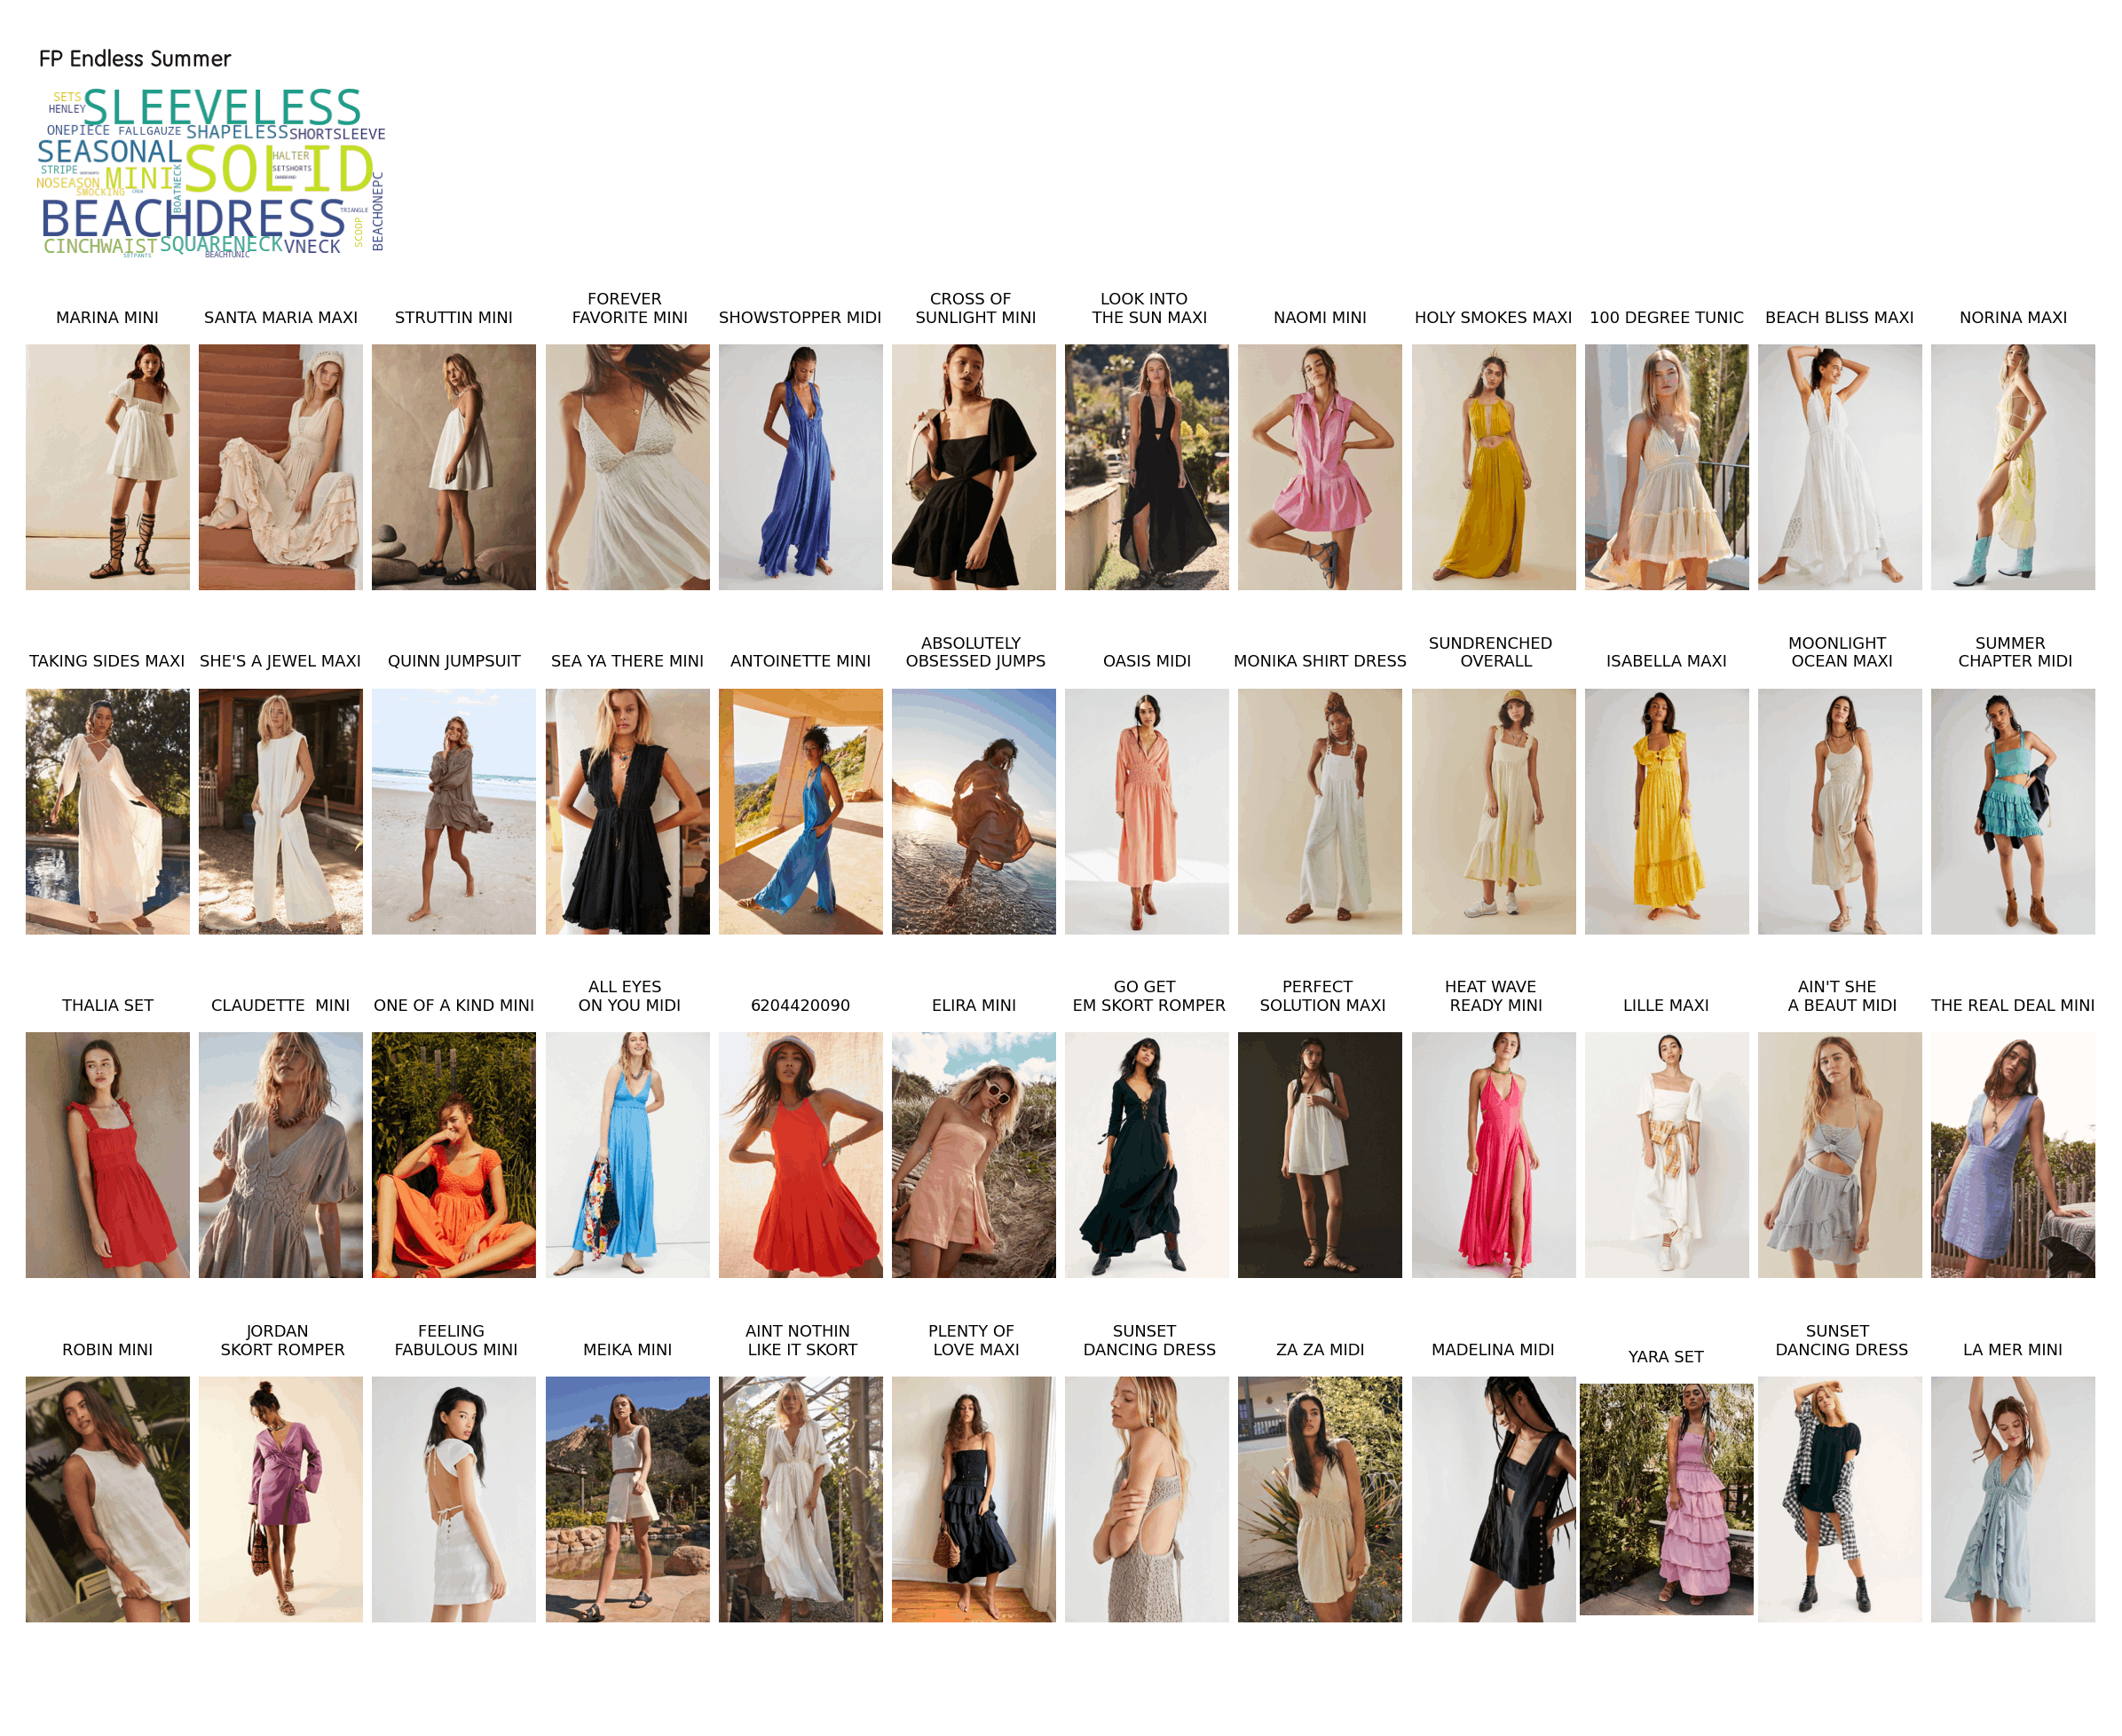 FP Endless Summer
SETS
SLEEVELESS
HENLEY
ONEPIECE FALLGAUZE SHAPELESS SHORTSLEEVE
SEASONAL SOLID HALTER
STRIPE SETSHORTS
NOSEASON MINI BOATNECK
SMOCKING
BEACHDRESS TRIANGLE SCOOP BEACHONEPC
CINCHWAIST SQUARENECK VNECK
SETPANTS BEACHTUNIC
MARINA MINI
SANTA MARIA MAXI
STRUTTIN MINI
FOREVER
FAVORITE MINI
SHOWSTOPPER MIDI
CROSS OF
SUNLIGHT MINI
LOOK INTO
THE SUN MAXI
NAOMI MINI
HOLY SMOKES MAXI
100 DEGREE TUNIC
BEACH BLISS MAXI
NORINA MAXI
TAKING SIDES MAXI
SHE'S A JEWEL MAXI
QUINN JUMPSUIT
SEA YA THERE MINI
ANTOINETTE MINI
ABSOLUTELY
OBSESSED JUMPS
OASIS MIDI
MONIKA SHIRT DRESS
SUNDRENCHED
OVERALL
ISABELLA MAXI
MOONLIGHT
OCEAN MAXI
SUMMER
CHAPTER MIDI
THALIA SET
CLAUDETTE  MINI
ONE OF A KIND MINI
ALL EYES
ON YOU MIDI
6204420090
ELIRA MINI
GO GET
EM SKORT ROMPER
PERFECT
SOLUTION MAXI
HEAT WAVE
READY MINI
LILLE MAXI
AIN'T SHE
A BEAUT MIDI
THE REAL DEAL MINI
ROBIN MINI
JORDAN
SKORT ROMPER
FEELING
FABULOUS MINI
MEIKA MINI
AINT NOTHIN
LIKE IT SKORT
PLENTY OF
LOVE MAXI
SUNSET
DANCING DRESS
ZA ZA MIDI
MADELINA MIDI
YARA SET
SUNSET
DANCING DRESS
LA MER MINI